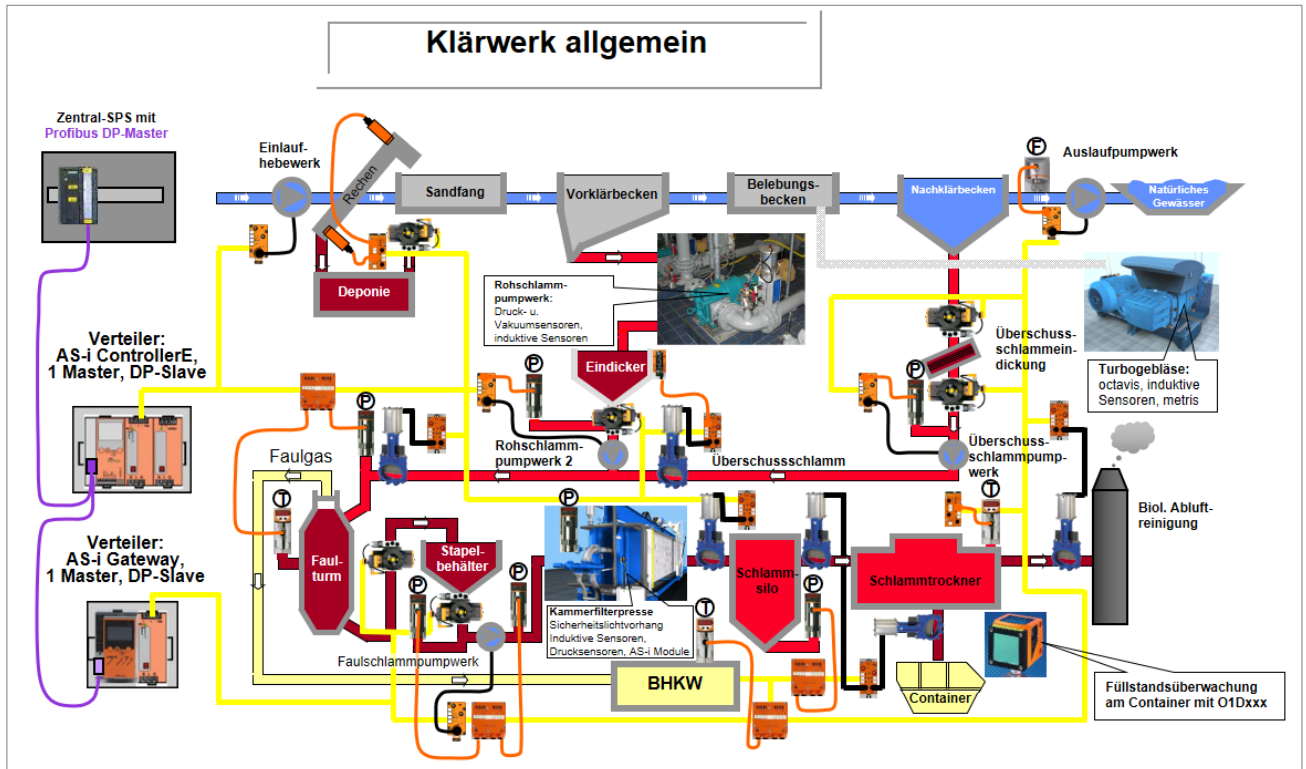 Klärwerk allgemein
Zentral-SPS mit
Profibus DP-Master
Einlauf-
hebewerk
Rechen
Sandfang
Vorklärbecken
Belebungs-
becken
Nachklärbecken
F
Auslaufpumpwerk
Natürliches
Gewässer
Deponie
Rohschlamm-
pumpwerk:
Druck- u.
Vakuumsensoren,
induktive Sensoren
Turbogebläse:
octavis, induktive
Sensoren, metris
Verteiler:
AS-i ControllerE,
1 Master, DP-Slave
Eindicker
P
P
P
Überschuss-
schlammein-
dickung
Rohschlamm-
pumpwerk 2
Überschussschlamm
Überschuss-
schlammpump-
werk
Faulgas
T
P
T
Biol. Abluft-
reinigung
Verteiler:
AS-i Gateway,
1 Master, DP-Slave
Faul-
turm
Stapel-
behälter
Schlamm-
silo
Schlammtrockner
P
P
P
T
Kammerfilterpresse
Sicherheitslichtvorhang
Induktive Sensoren,
Drucksensoren, AS-i Module
Faulschlammpumpwerk
BHKW
Container
Füllstandsüberwachung
am Container mit O1Dxxx